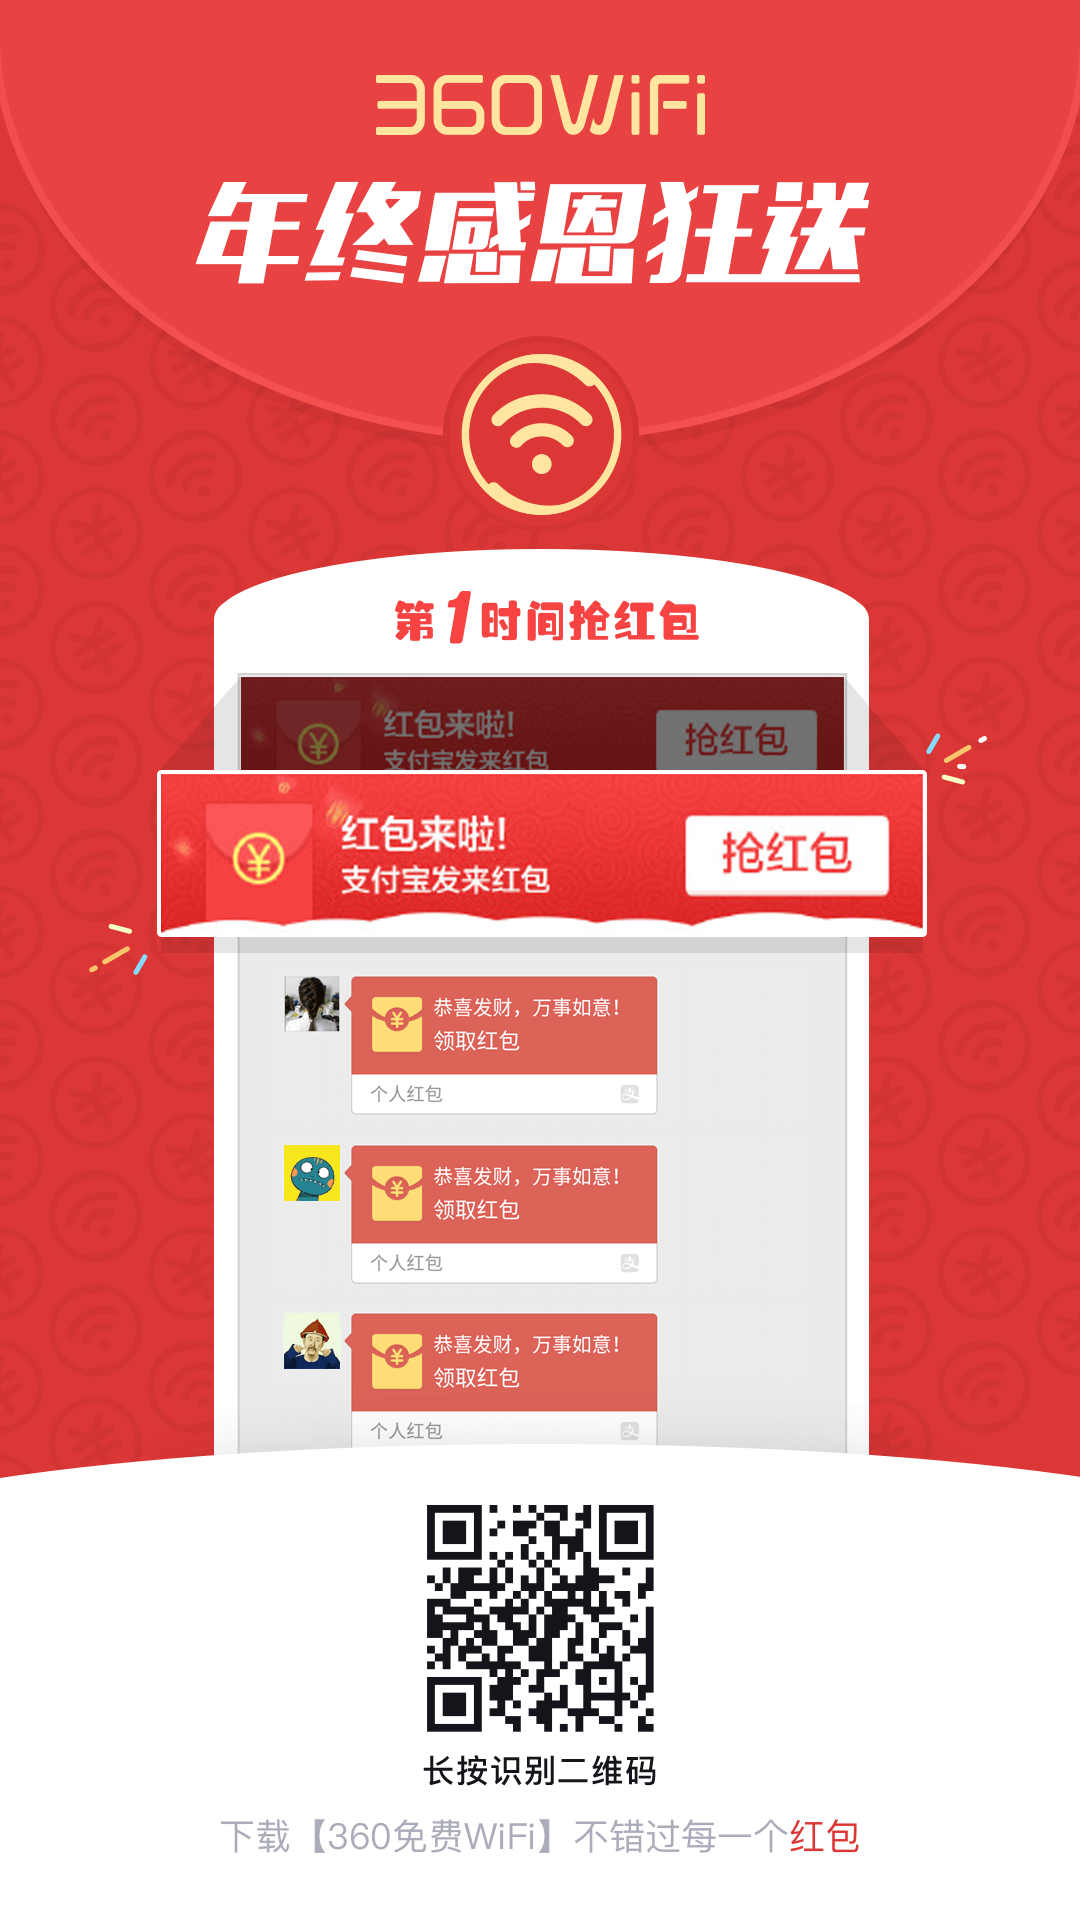 360WiFi
年终感恩狂送
第1时间抢红包
红包来啦!
支付宝发来红包
抢红包
红包来啦!
支付宝发来红包
抢红包
恭喜发财，万事如意!
领取红包
个人红包
支
恭喜发财，万事如意!
领取红包
个人红包
支
恭喜发财，万事如意!
领取红包
个人红包
支
长按识别二维码
下载【360免费WiFi】不错过每一个红包